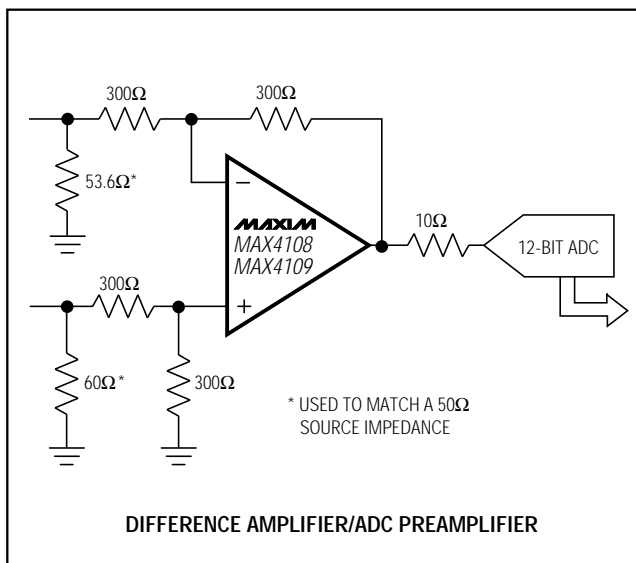 300Ω 300Ω
53.6Ω*
−
MAXIM
MAX4108
MAX4109
10Ω
12-BIT ADC
300Ω
+
60Ω*
300Ω
* USED TO MATCH A 50Ω
SOURCE IMPEDANCE
DIFFERENCE AMPLIFIER/ADC PREAMPLIFIER